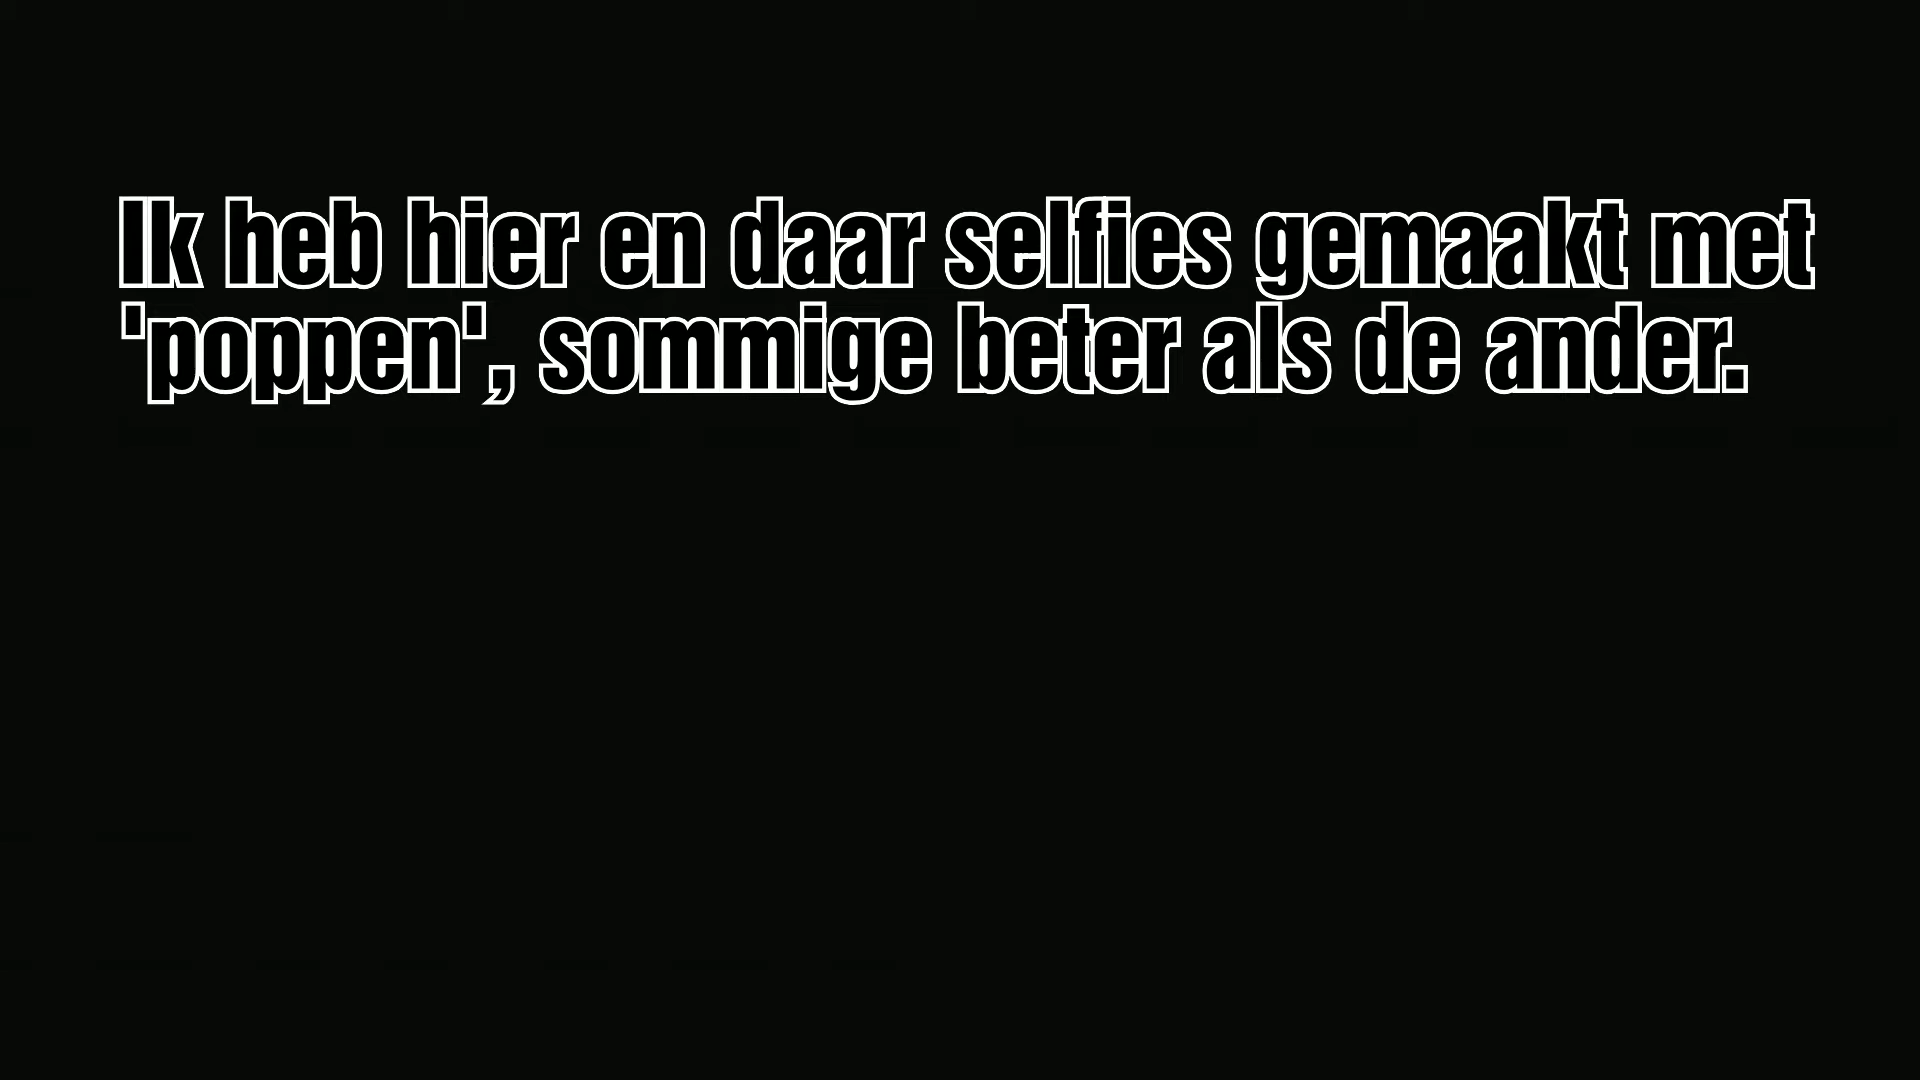 Ik heb hier en daar selfies gemaakt met
'poppen', sommige beter als de ander.